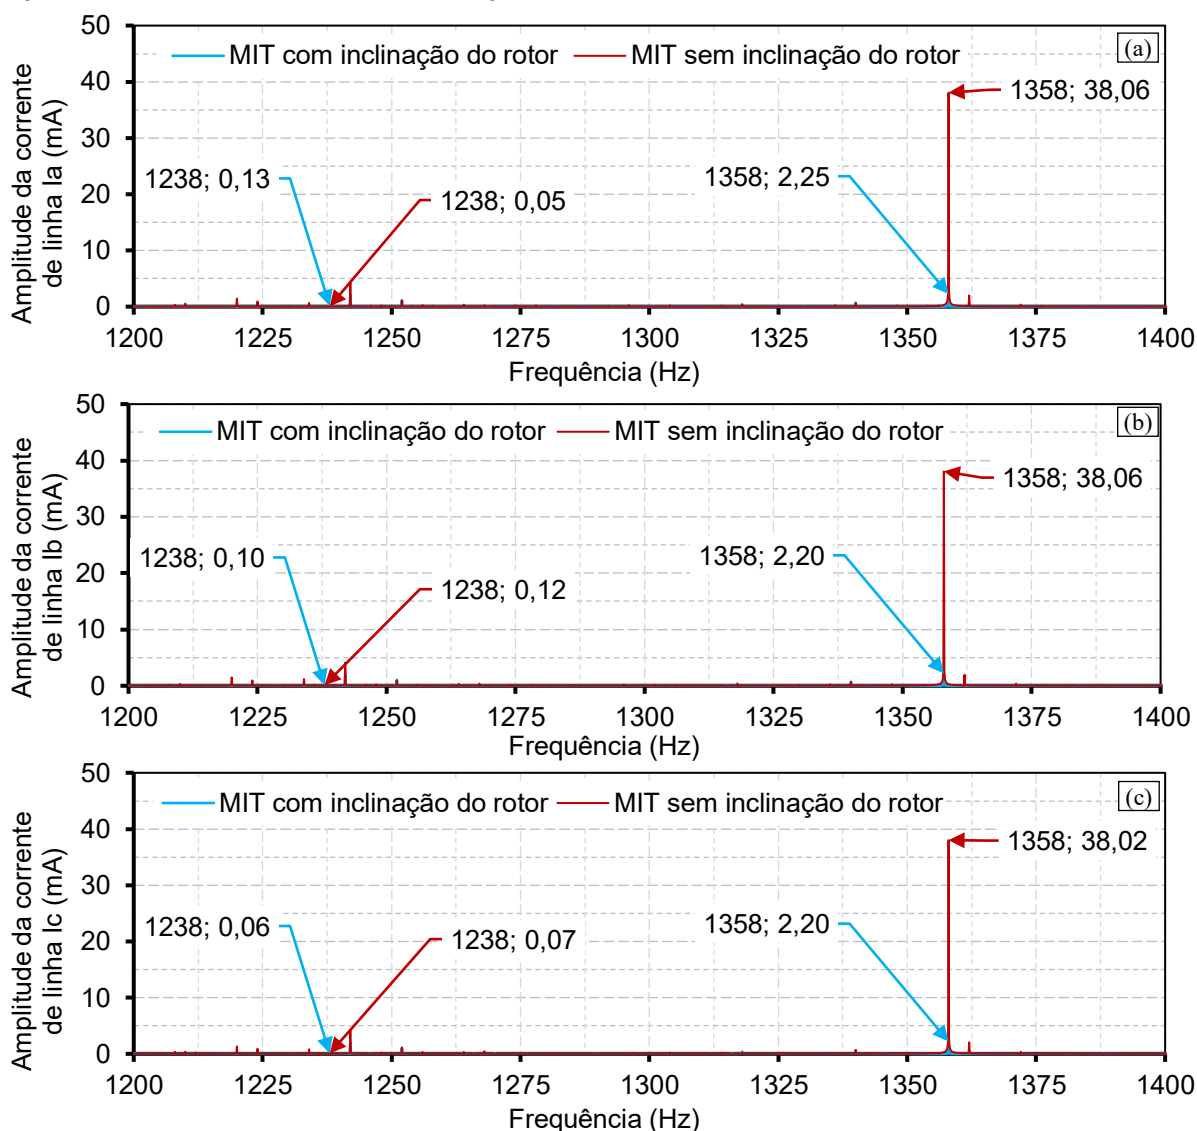 50
MIT com inclinação do rotor
MIT sem inclinação do rotor
(a)
40
1358; 38,06
30
1238; 0,13
1358; 2,25
20
1238; 0,05
10
0
1200 1225 1250 1275 1300 1325 1350 1375 1400
Frequência (Hz)
Amplitude da corrente
de linha Ia (mA)
50
MIT com inclinação do rotor
MIT sem inclinação do rotor
(b)
40
1358; 38,06
30
1238; 0,10
1358; 2,20
20
1238; 0,12
10
0
1200 1225 1250 1275 1300 1325 1350 1375 1400
Frequência (Hz)
Amplitude da corrente
de linha Ib (mA)
50
MIT com inclinação do rotor
MIT sem inclinação do rotor
(c)
40
1358; 38,02
30
1238; 0,06
1358; 2,20
20
1238; 0,07
10
0
1200 1225 1250 1275 1300 1325 1350 1375 1400
Frequência (Hz)
Amplitude da corrente
de linha Ic (mA)